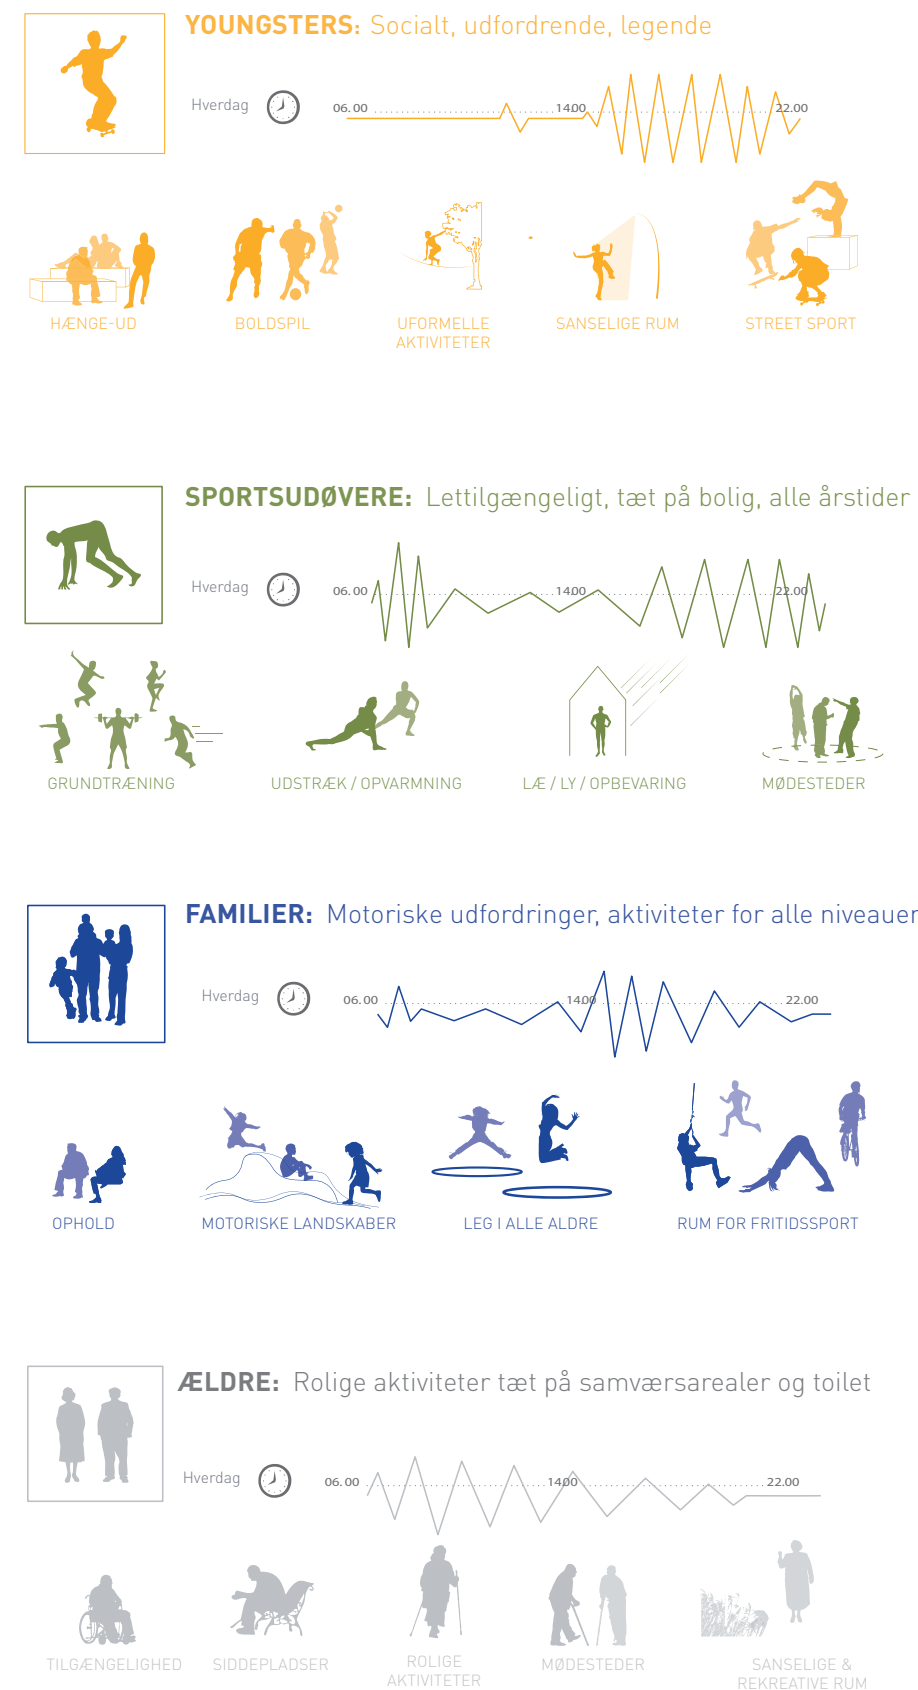 YOUNGSTERS: Socialt, udfordrende, legende
Hverdag 06.00 14.00 22.00
HÆNGE-UD BOLDSPIL UFORMELLE AKTIVITETER SANSELIGE RUM STREET SPORT
SPORTSUDØVERE: Lettilgængeligt, tæt på bolig, alle årstider
Hverdag 06.00 14.00 22.00
GRUNDTRÆNING UDSTRÆK / OPVARMNING LÆ / LY / OPBEVARING MØDESTEDER
FAMILIER: Motoriske udfordringer, aktiviteter for alle niveauer
Hverdag 06.00 14.00 22.00
OPHOLD MOTORISKE LANDSKABER LEG I ALLE ALDRE RUM FOR FRITIDSSPORT
ÆLDRE: Rolige aktiviteter tæt på samværsarealer og toilet
Hverdag 06.00 14.00 22.00
TILGÆNGELIGHED SIDDEPLADSER ROLIGE AKTIVITETER MØDESTEDER SANSELIGE & REKREATIVE RUM